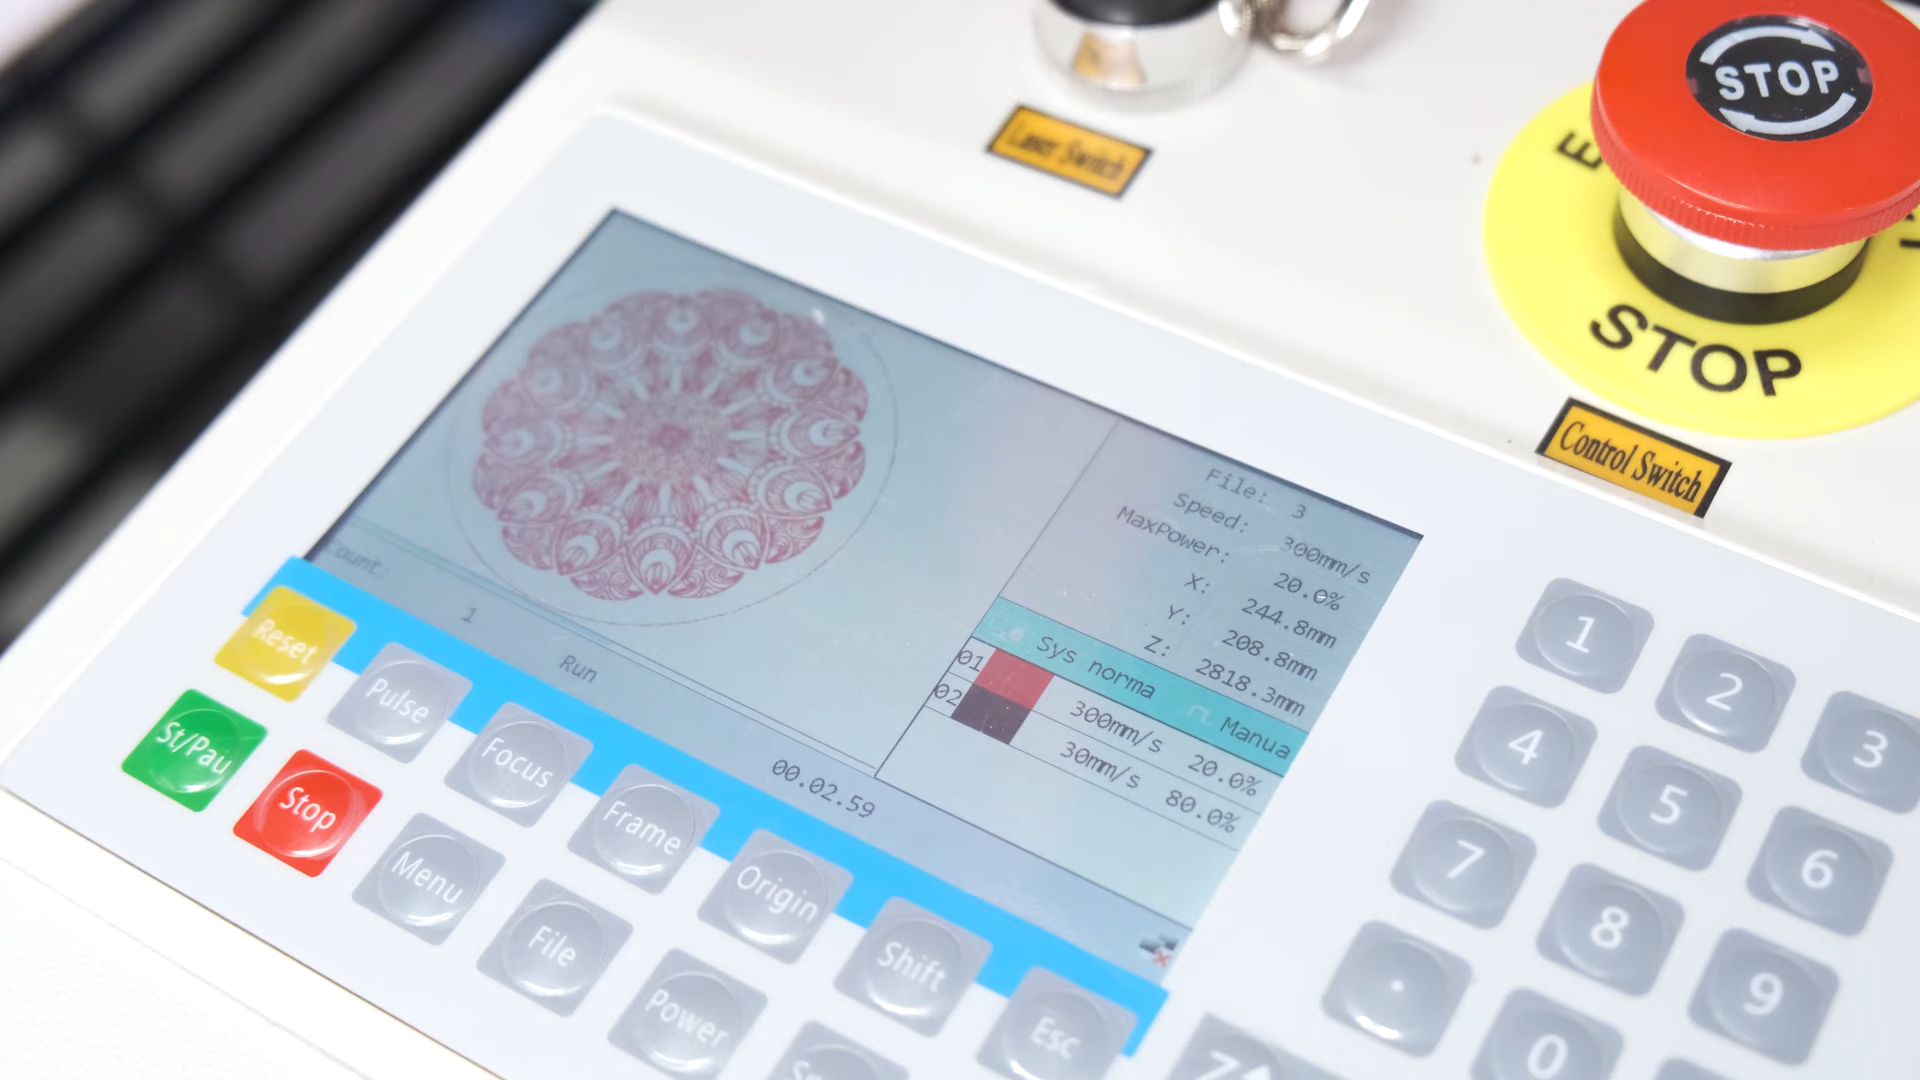 STOP
STOP
Laser Switch
Control Switch
File: 3
Speed: 300mm/s
MaxPower: 20.0%
X: 244.8mm
Y: 208.8mm
Z: 2818.3mm
Sys norma Manua
01 300mm/s 20.0%
02 30mm/s 80.0%
Count: 1
Run
00.02.59
Reset
Pulse
Focus
Frame
Origin
Shift
Esc
St/Pau
Stop
Menu
File
Power
1 2 3
4 5 6
7 8 9
. 0